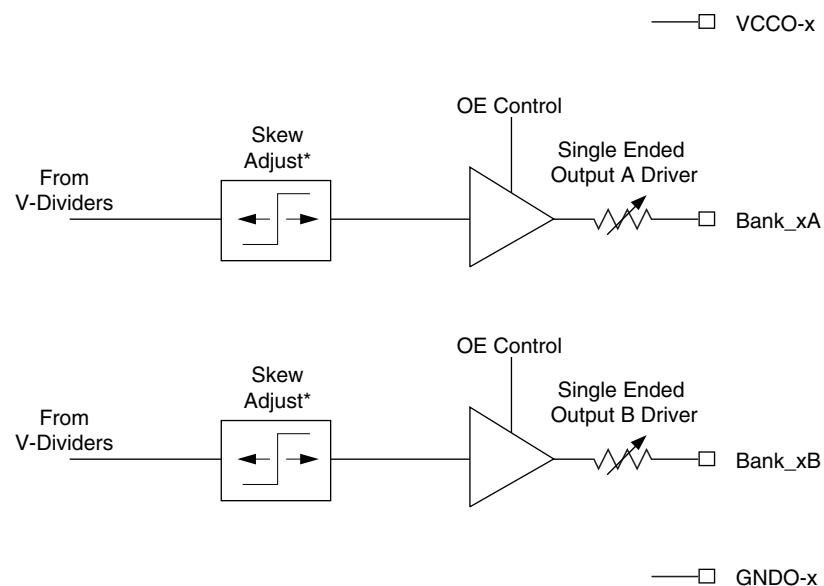 VCCO-x
OE Control
Skew
Adjust*
Single Ended
Output A Driver
From
V-Dividers
Bank_xA
OE Control
Skew
Adjust*
Single Ended
Output B Driver
From
V-Dividers
Bank_xB
GNDO-x